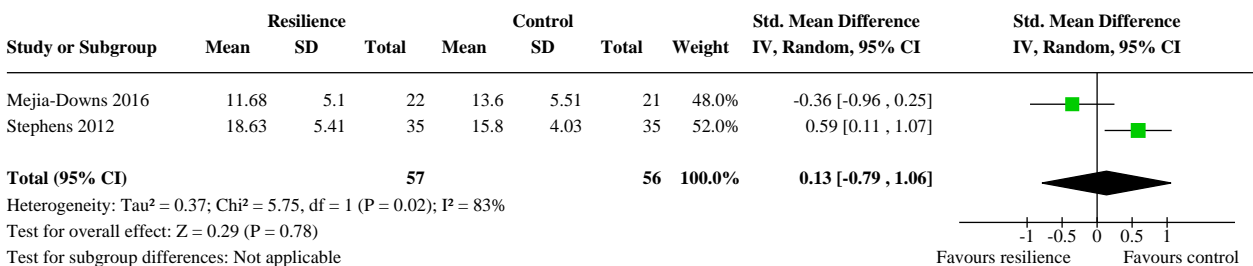 Resilience Control Std. Mean Difference Std. Mean Difference
Study or Subgroup Mean SD Total Mean SD Total Weight IV, Random, 95% CI IV, Random, 95% CI
Mejia-Downs 2016 11.68 5.1 22 13.6 5.51 21 48.0% -0.36 [-0.96 , 0.25]
Stephens 2012 18.63 5.41 35 15.8 4.03 35 52.0% 0.59 [0.11 , 1.07]
Total (95% CI) 57 56 100.0% 0.13 [-0.79 , 1.06]
Heterogeneity: Tau² = 0.37; Chi² = 5.75, df = 1 (P = 0.02); I² = 83%
Test for overall effect: Z = 0.29 (P = 0.78)
-1 -0.5 0 0.5 1
Test for subgroup differences: Not applicable Favours resilience Favours control